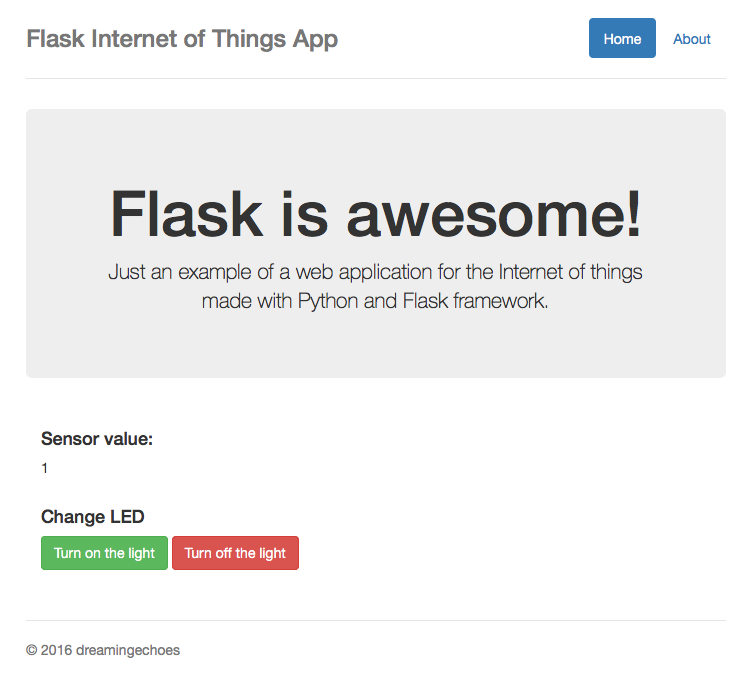 Flask Internet of Things App
Home
About
Flask is awesome!
Just an example of a web application for the Internet of things
made with Python and Flask framework.
Sensor value:
1
Change LED
Turn on the light
Turn off the light
© 2016 dreamingechoes